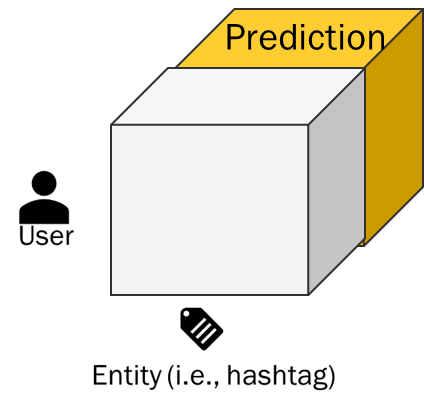 Prediction
User
Entity (i.e., hashtag)